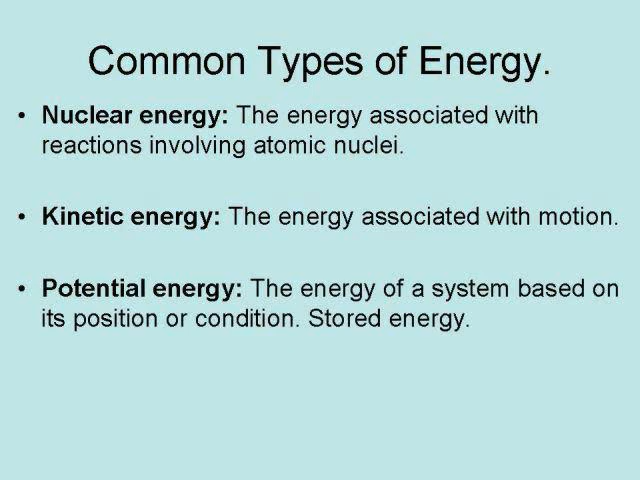 Common Types of Energy.
• Nuclear energy: The energy associated with
reactions involving atomic nuclei.
• Kinetic energy: The energy associated with motion.
• Potential energy: The energy of a system based on
its position or condition. Stored energy.